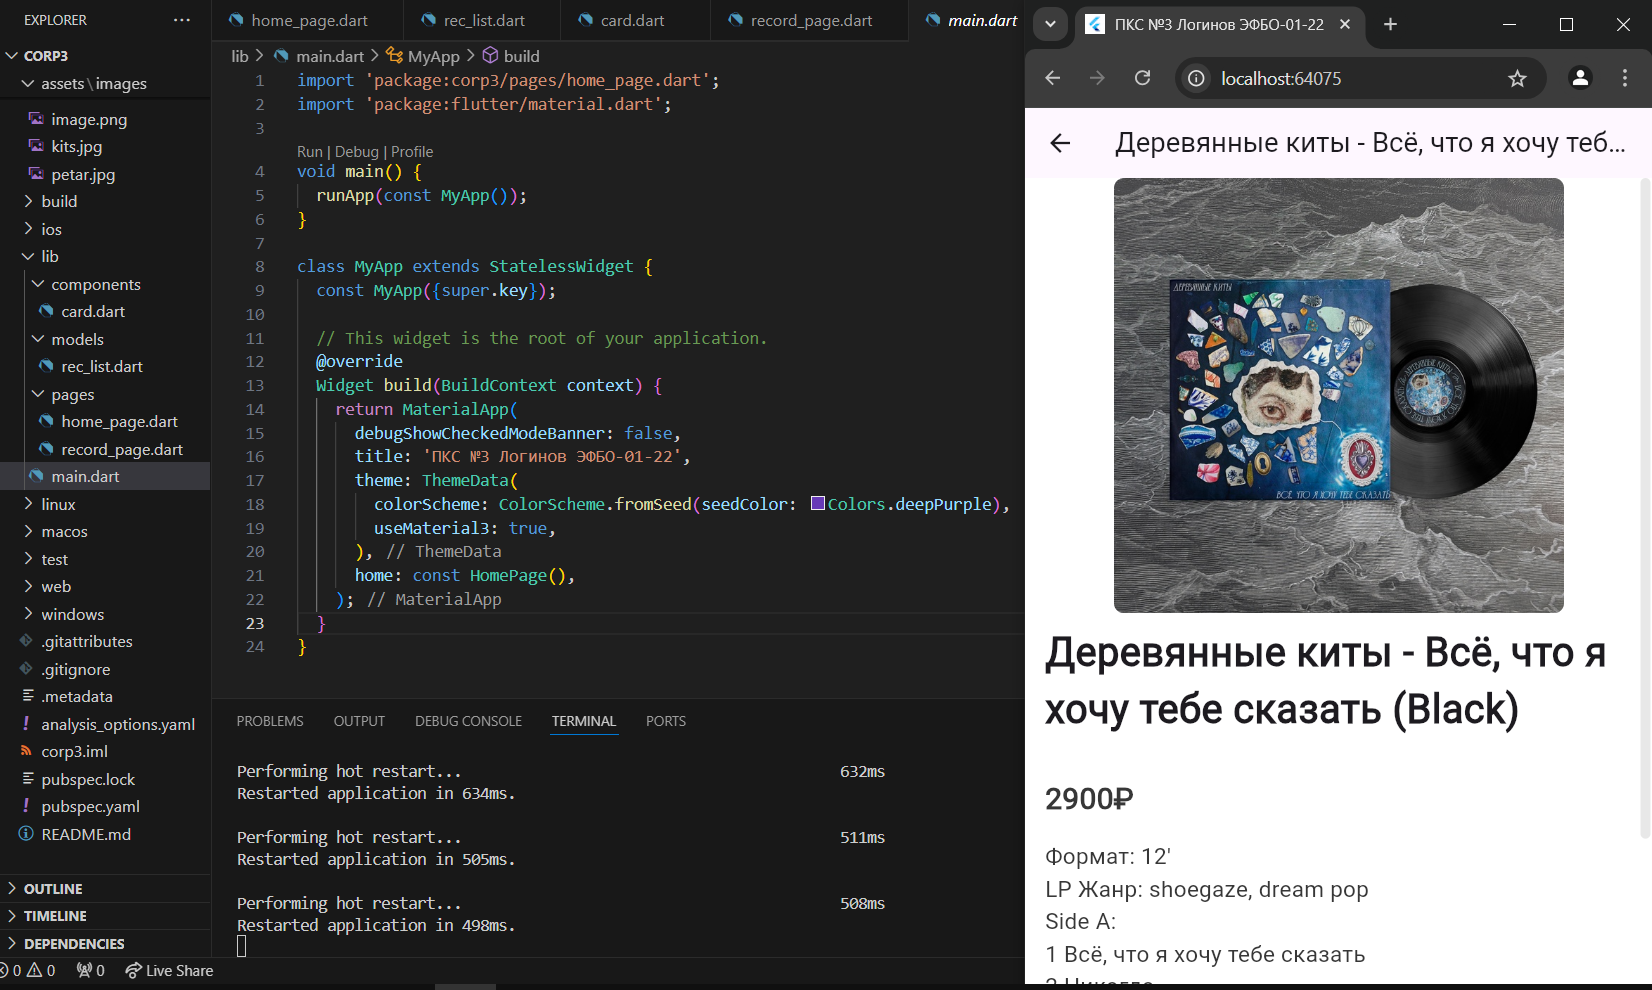 EXPLORER
CORP3
assets\images
image.png
kits.jpg
petar.jpg
build
ios
lib
components
card.dart
models
rec_list.dart
pages
home_page.dart
record_page.dart
main.dart
linux
macos
test
web
windows
.gitattributes
.gitignore
.metadata
analysis_options.yaml
corp3.iml
pubspec.lock
pubspec.yaml
README.md
OUTLINE
TIMELINE
DEPENDENCIES
0 0 0 Live Share
home_page.dart rec_list.dart card.dart record_page.dart main.dart
lib > main.dart > MyApp > build
1 import 'package:corp3/pages/home_page.dart';
2 import 'package:flutter/material.dart';
3
Run | Debug | Profile
4 void main() {
5 runApp(const MyApp());
6 }
7
8 class MyApp extends StatelessWidget {
9 const MyApp({super.key});
10
11 // This widget is the root of your application.
12 @override
13 Widget build(BuildContext context) {
14 return MaterialApp(
15 debugShowCheckedModeBanner: false,
16 title: 'ПКС №3 Логинов ЭФБО-01-22',
17 theme: ThemeData(
18 colorScheme: ColorScheme.fromSeed(seedColor: Colors.deepPurple),
19 useMaterial3: true,
20 ), // ThemeData
21 home: const HomePage(),
22 ); // MaterialApp
23 }
24 }
PROBLEMS OUTPUT DEBUG CONSOLE TERMINAL PORTS
Performing hot restart... 632ms
Restarted application in 634ms.
Performing hot restart... 511ms
Restarted application in 505ms.
Performing hot restart... 508ms
Restarted application in 498ms.
ПКС №3 Логинов ЭФБО-01-22
localhost:64075
Деревянные киты - Всё, что я хочу теб...
ДЕРЕВЯННЫЕ КИТЫ
ВСЁ, ЧТО Я ХОЧУ ТЕБЕ СКАЗАТЬ
Деревянные киты - Всё, что я
хочу тебе сказать (Black)
2900₽
Формат: 12'
LP Жанр: shoegaze, dream pop
Side A:
1 Всё, что я хочу тебе сказать
2 Никогда